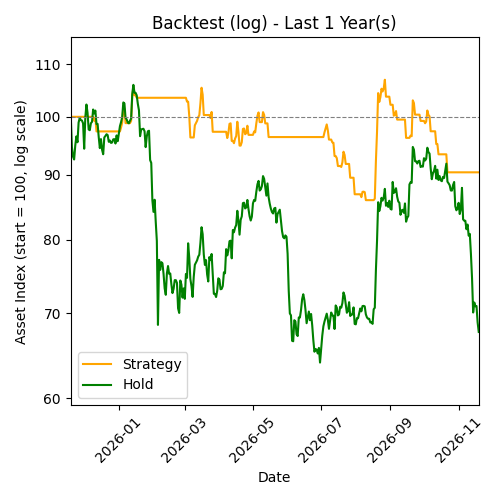 Backtest (log) - Last 1 Year(s)
Asset Index (start = 100, log scale)
110
100
90
80
70
60
Strategy
Hold
2026-01
2026-03
2026-05
2026-07
2026-09
2026-11
Date